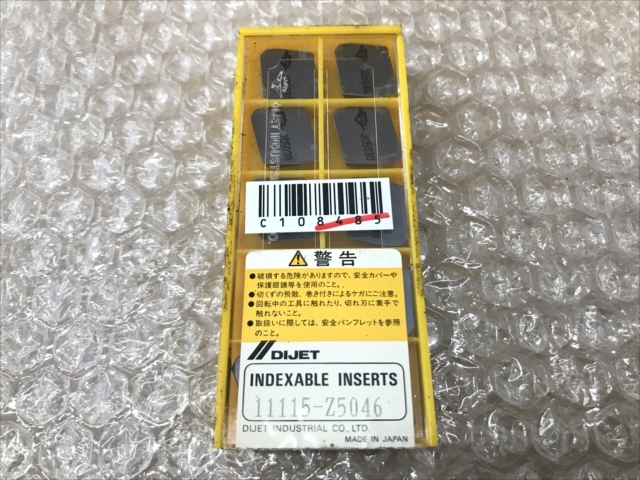 JC5030
C108485
警告
●破損する危険がありますので、安全カバーや
保護眼鏡等を使用のこと。
●切くずの飛散、巻き付きによるケガにご注意。
●回転中の工具に触れたり、切れ刃に素手で
触れないこと。
●取扱いに際しては、安全パンフレットを参照
のこと。
DIJET
INDEXABLE INSERTS
11115-Z5046
DIJET INDUSTRIAL CO., LTD.
MADE IN JAPAN